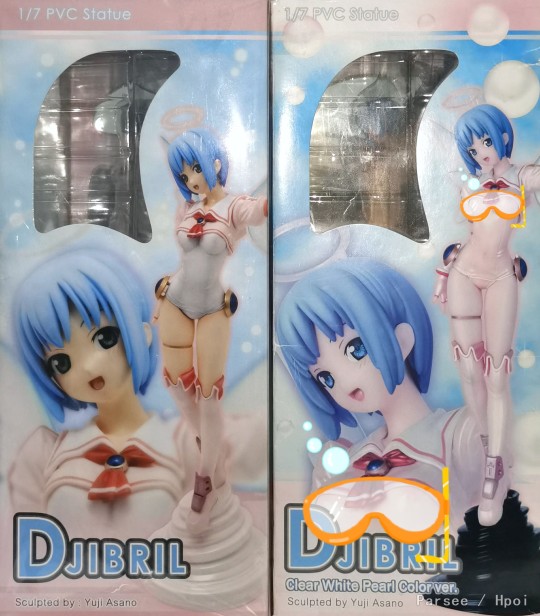 1/7 PVC Statue
DJIBRIL
Sculpted by : Yuji Asano
1/7 PVC Statue
DJIBRIL
Clear White Pearl Color ver.
Sculpted by : Yuji Asano
Parsee / Hpoi